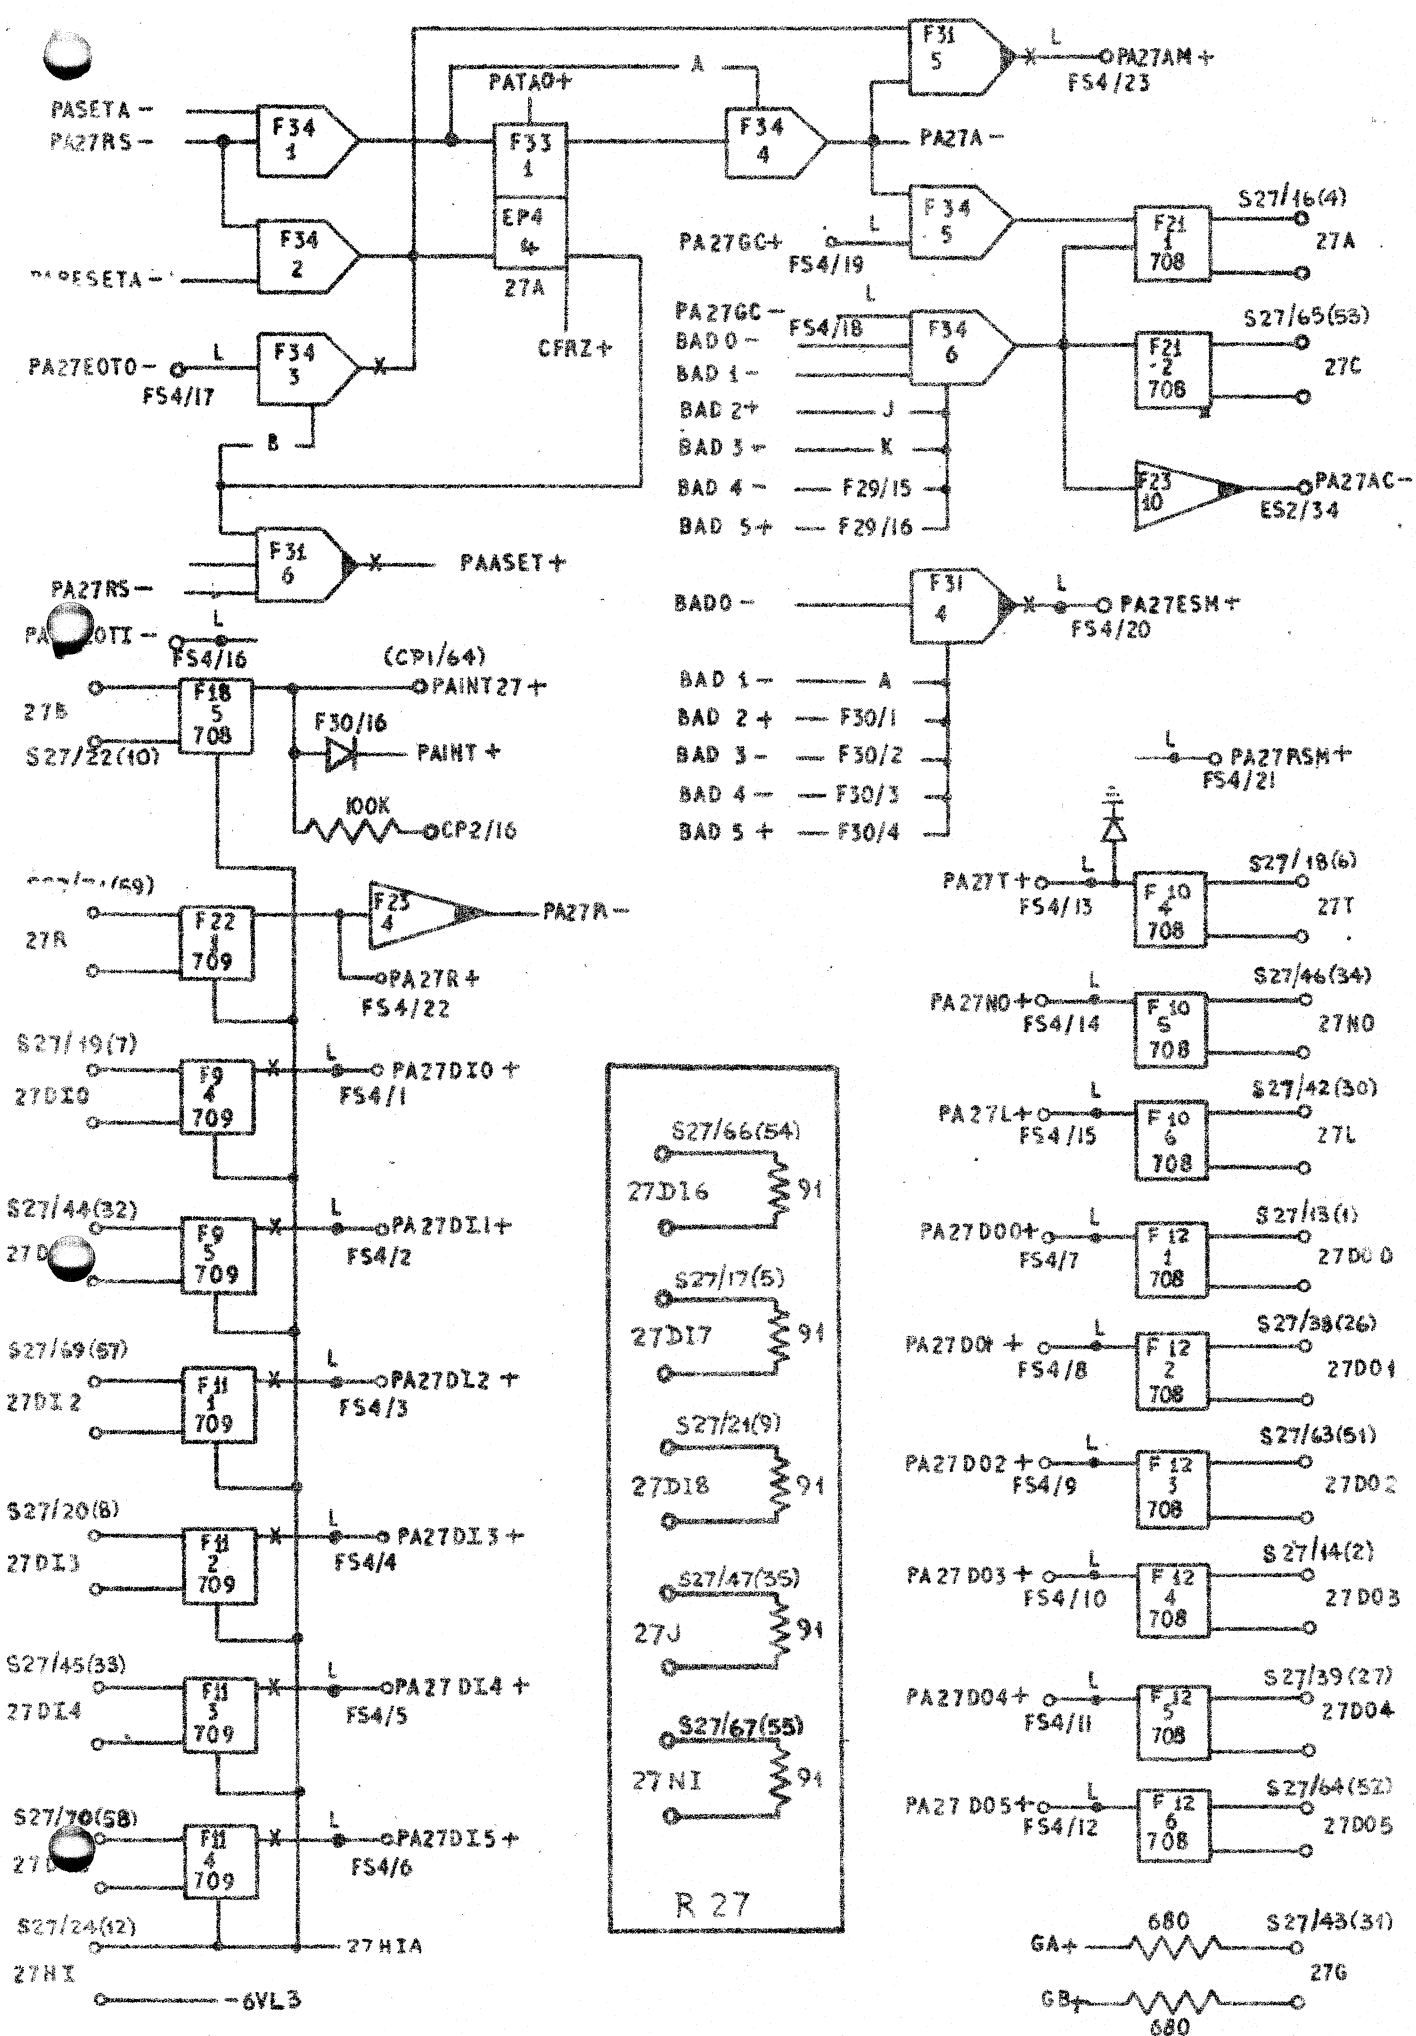 PASETA -
PA27RS -
F34
1
PATAO+
A
F33
1
EP4
4
27A
CFRZ+
F34
4
F31
5
L
PA27AM+
FS4/23
PA27A-
F34
2
PA27EOTO-
L
FS4/17
F34
3
X
B
F31
6
X
PAASET+
PA27RS-
L
FS4/16
PA27GC+
L
FS4/19
F34
5
PA27GC-
L
FS4/18
BAD 0-
BAD 1-
F34
6
BAD 2+
J
BAD 3-
K
BAD 4-
F29/15
BAD 5+
F29/16
F21
1
708
S27/16(4)
27A
F21
2
708
S27/65(53)
27C
F23
10
PA27AC-
ES2/34
BAD0-
F31
4
X
L
PA27ESM+
FS4/20
BAD 1-
A
BAD 2+
F30/1
BAD 3-
F30/2
BAD 4-
F30/3
BAD 5+
F30/4
L
PA27RSM+
FS4/21
27B
S27/22(10)
F18
5
708
(CP1/64)
PAINT27+
F30/16
PAINT+
100K
CP2/16
27R
F22
1
709
F23
4
PA27R-
PA27R+
FS4/22
S27/19(7)
27DI0
F9
4
709
X
L
PA27DI0+
FS4/1
S27/44(32)
F9
5
709
X
L
PA27DI1+
FS4/2
S27/69(57)
27DI2
F11
1
709
X
L
PA27DI2+
FS4/3
S27/20(8)
27DI3
F11
2
709
X
L
PA27DI3+
FS4/4
S27/45(33)
27DI4
F11
3
709
X
L
PA27DI4+
FS4/5
S27/70(58)
F11
4
709
X
L
PA27DI5+
FS4/6
S27/24(12)
27HI
27HIA
-6VL3
S27/66(54)
27DI6
91
S27/17(5)
27DI7
91
S27/21(9)
27DI8
91
S27/47(35)
27J
91
S27/67(55)
27NI
91
R 27
PA27T+
L
FS4/13
F 10
4
708
S27/18(6)
27T
PA27NO+
L
FS4/14
F 10
5
708
S27/46(34)
27NO
PA27L+
L
FS4/15
F 10
6
708
S27/42(30)
27L
PA27DO0+
L
FS4/7
F 12
1
708
S27/13(1)
27DO0
PA27DO1+
L
FS4/8
F 12
2
708
S27/38(26)
27DO1
PA27DO2+
L
FS4/9
F 12
3
708
S27/63(51)
27DO2
PA27DO3+
L
FS4/10
F 12
4
708
S27/14(2)
27DO3
PA27DO4+
L
FS4/11
F 12
5
708
S27/39(27)
27DO4
PA27DO5+
L
FS4/12
F 12
6
708
S27/64(52)
27DO5
GA+
680
S27/43(31)
27G
GB+
680